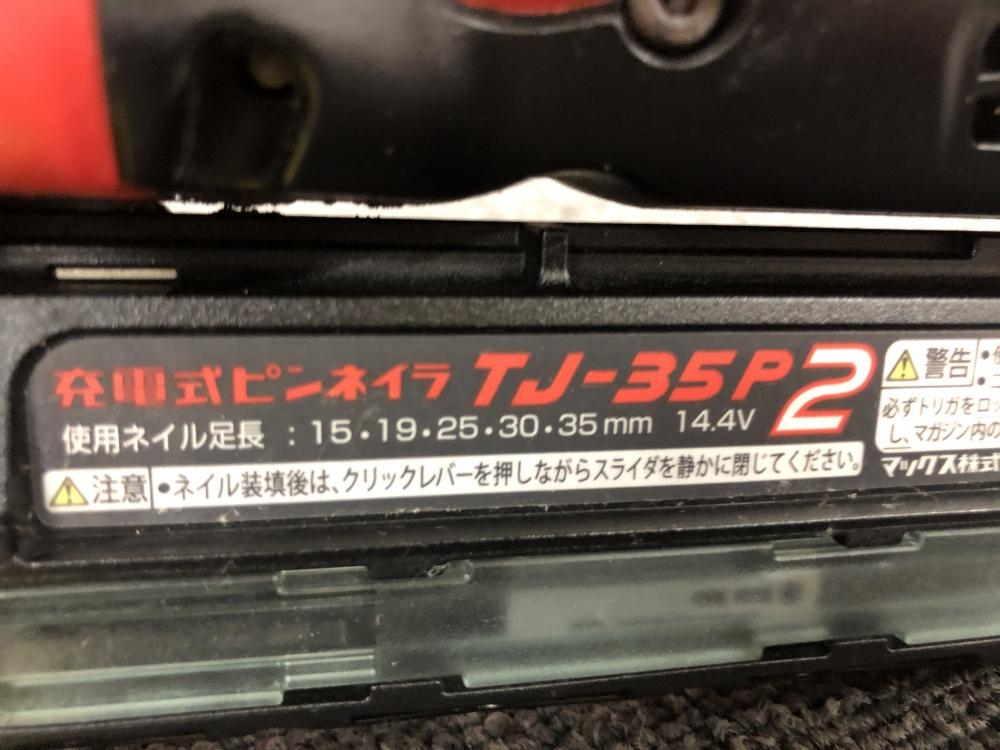 充電式ピンネイラ TJ-35P2
使用ネイル足長 : 15・19・25・30・35mm 14.4V
注意 •ネイル装填後は、クリックレバーを押しながらスライダを静かに閉じてください。
警告
必ずトリガをロッ
し、マガジン内の
マックス株式